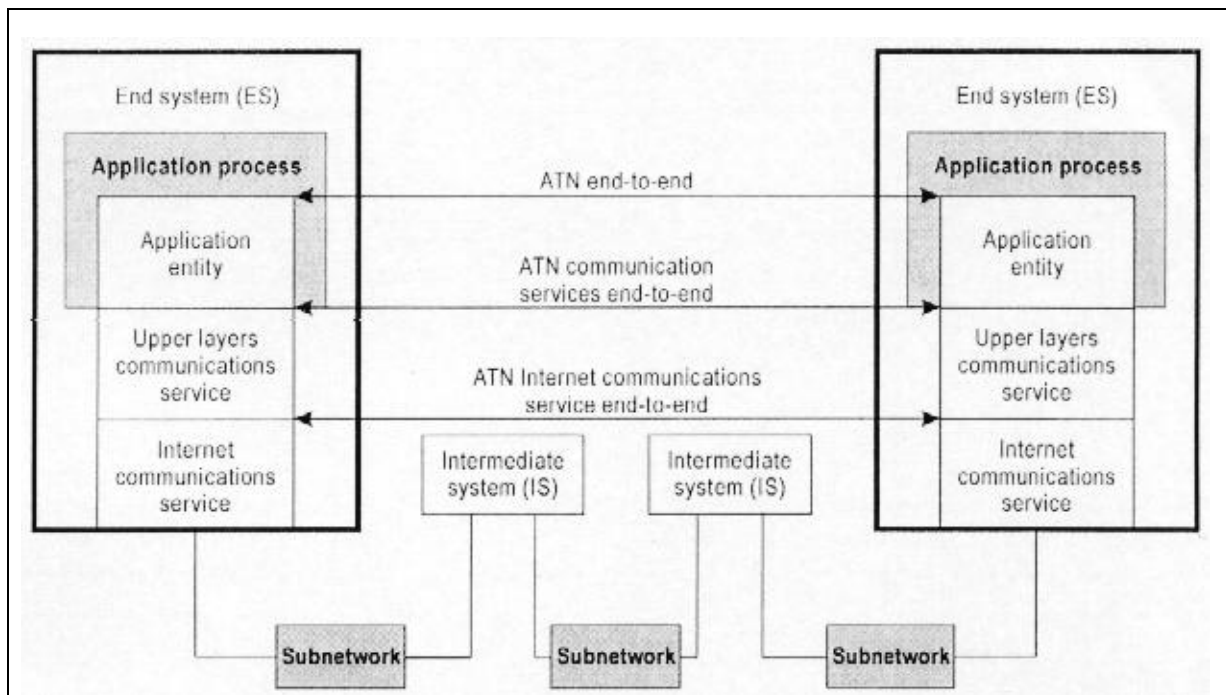 End system (ES)
Application process
Application
entity
Upper layers
communications
service
Internet
communications
service
ATN end-to-end
ATN communication
services end-to-end
ATN Internet communications
service end-to-end
Intermediate
system (IS)
Intermediate
system (IS)
End system (ES)
Application process
Application
entity
Upper layers
communications
service
Internet
communications
service
Subnetwork
Subnetwork
Subnetwork